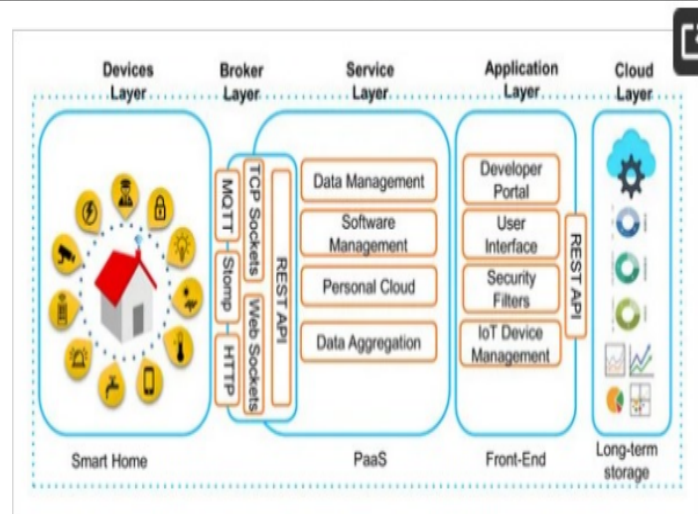 Devices
Layer
Broker
Layer
Service
Layer
Application
Layer
Cloud
Layer
MQTT
Stomp
HTTP
TCP Sockets
Web Sockets
REST API
Data Management
Software
Management
Personal Cloud
Data Aggregation
Developer
Portal
User
Interface
Security
Filters
IoT Device
Management
REST API
Smart Home
PaaS
Front-End
Long-term
storage